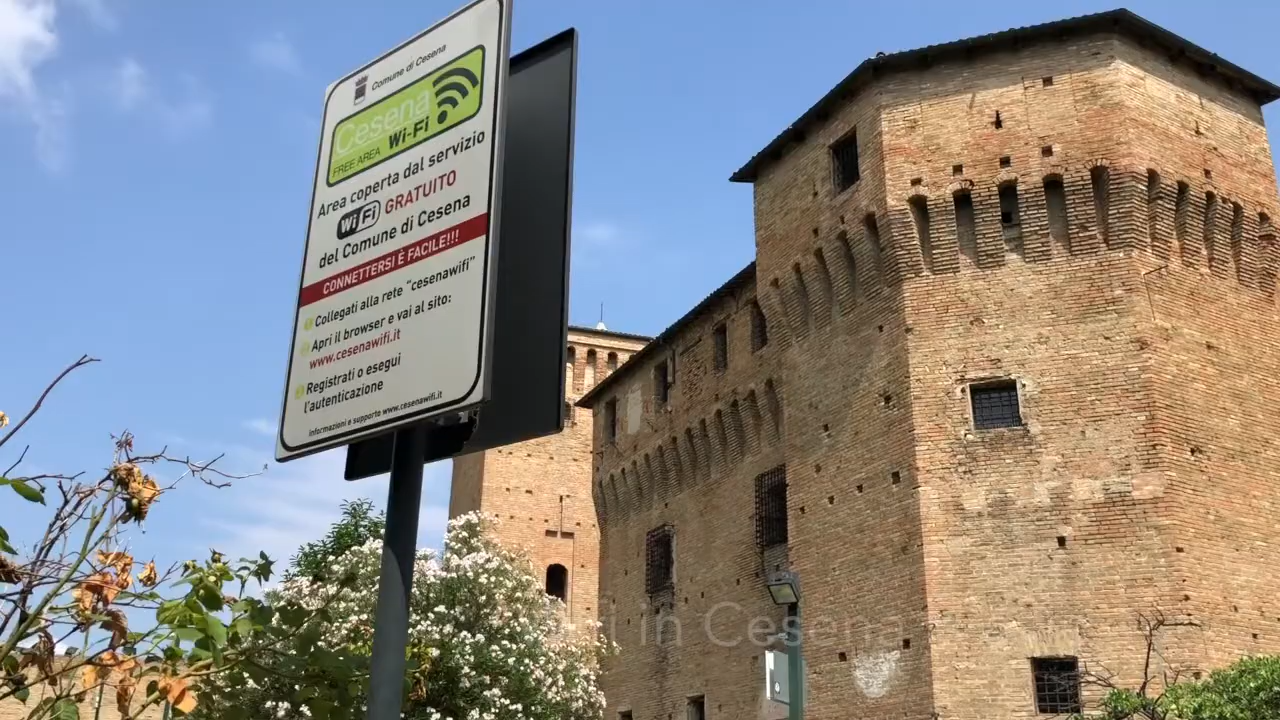 Comune di Cesena
Cesena
FREE AREA Wi-Fi
Area coperta dal servizio
WiFi GRATUITO
del Comune di Cesena
CONNETTERSI È FACILE!!!
Collegati alla rete "cesenawifi"
Apri il browser e vai al sito:
www.cesenawifi.it
Registrati o esegui
l'autenticazione
informazioni e supporto www.cesenawifi.it
in Cesena